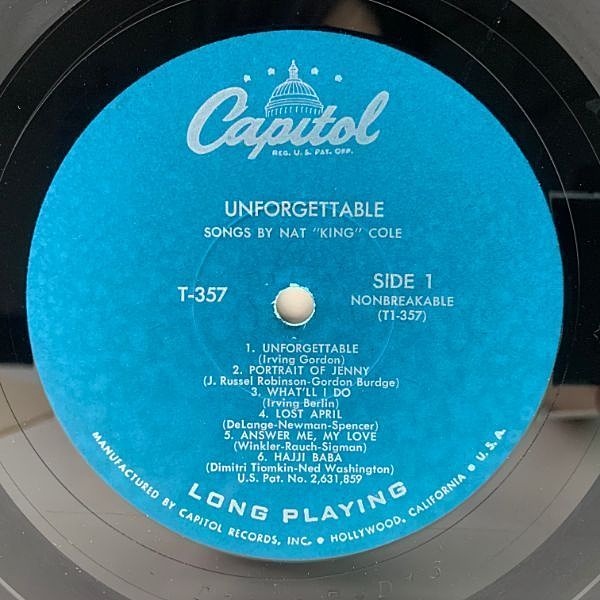 Capitol
REG. U. S. PAT. OFF.
UNFORGETTABLE
SONGS BY NAT "KING" COLE
T-357
SIDE 1
NONBREAKABLE
(T1-357)
1. UNFORGETTABLE
(Irving Gordon)
2. PORTRAIT OF JENNY
(J. Russel Robinson-Gordon Burdge)
3. WHAT'LL I DO
(Irving Berlin)
4. LOST APRIL
(DeLange-Newman-Spencer)
5. ANSWER ME, MY LOVE
(Winkler-Rauch-Sigman)
6. HAJJI BABA
(Dimitri Tiomkin-Ned Washington)
U.S. Pat. No. 2,631,859
LONG PLAYING
MANUFACTURED BY CAPITOL RECORDS, INC. • HOLLYWOOD, CALIFORNIA • U.S.A.